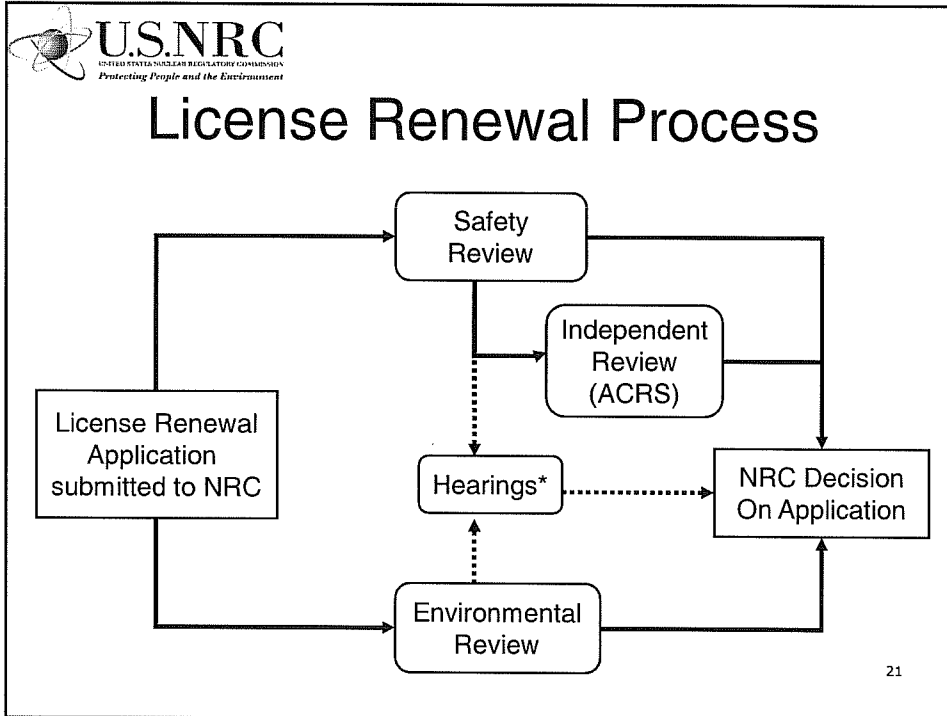 U.S.NRC
UNITED STATES NUCLEAR REGULATORY COMMISSION
Protecting People and the Environment
License Renewal Process
Safety
Review
Independent
Review
(ACRS)
License Renewal
Application
submitted to NRC
Hearings*
NRC Decision
On Application
Environmental
Review
21